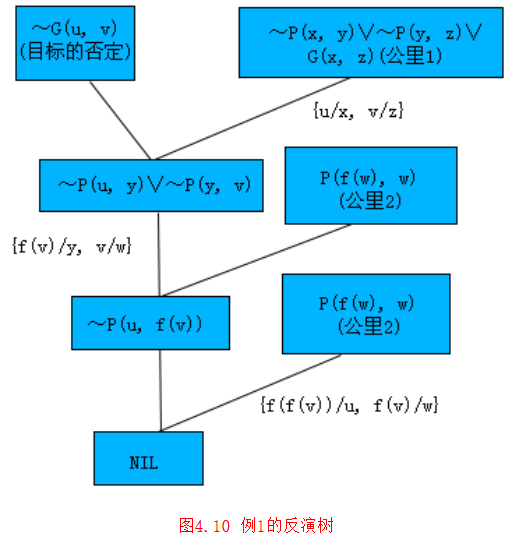 ～G(u, v)
(目标的否定)
～P(x, y)∨～P(y, z)∨
G(x, z)(公里1)
{u/x, v/z}
～P(u, y)∨～P(y, v)
P(f(w), w)
(公里2)
{f(v)/y, v/w}
～P(u, f(v))
P(f(w), w)
(公里2)
{f(f(v))/u, f(v)/w}
NIL
图4.10 例1的反演树